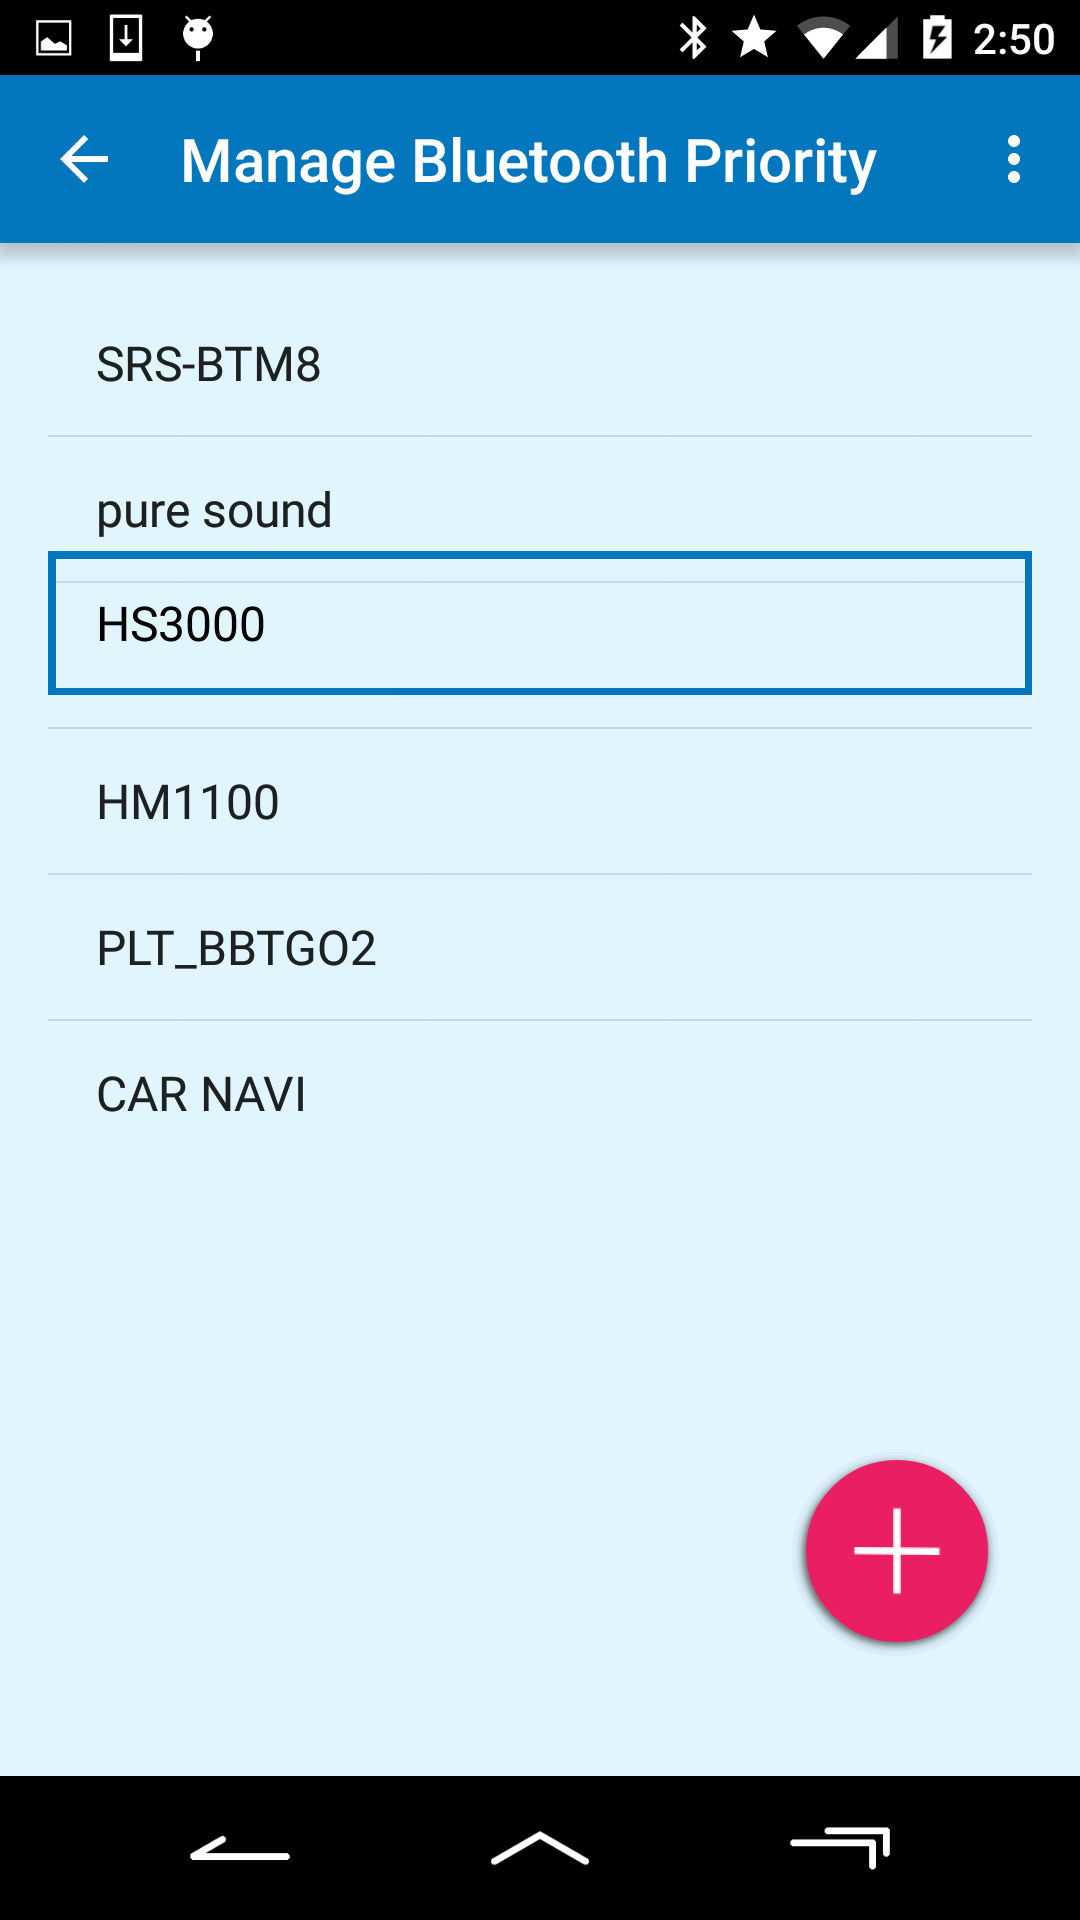 2:50
Manage Bluetooth Priority
SRS-BTM8
pure sound
HS3000
HM1100
PLT_BBTGO2
CAR NAVI